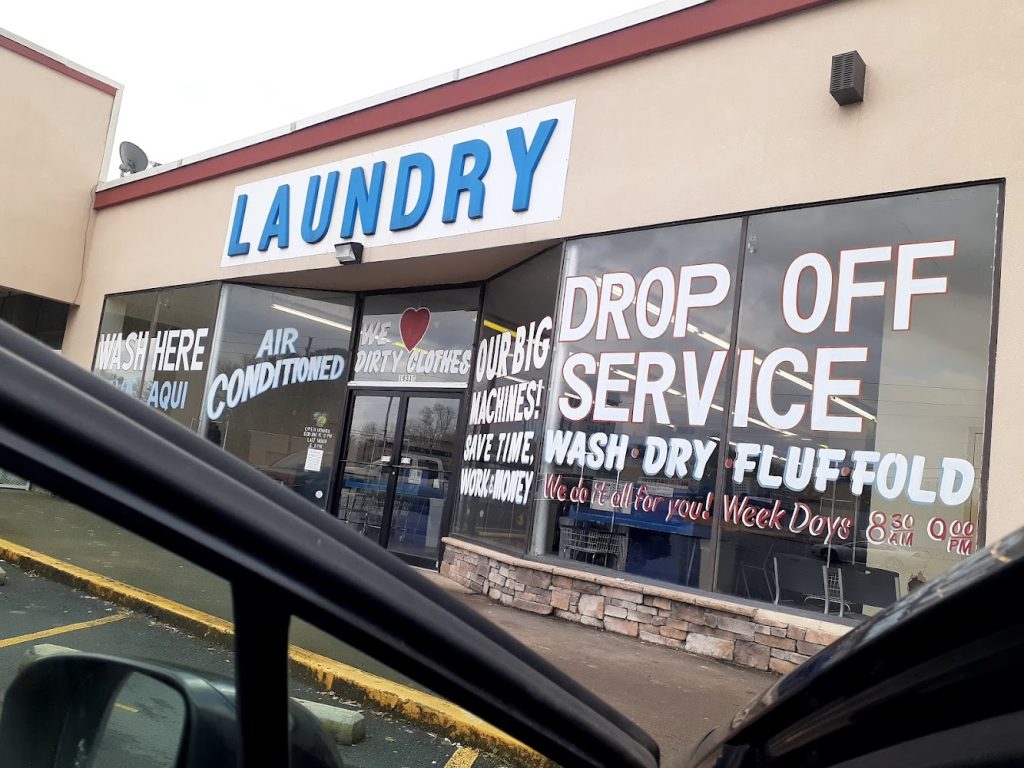 LAUNDRY
WASH HERE
AQUI
AIR
CONDITIONED
WE
DIRTY CLOTHES
OUR BIG
MACHINES!
SAVE TIME,
WORK & MONEY
DROP OFF
SERVICE
WASH · DRY · FLUF · FOLD
We do it all for you! Week Days 8 30 AM 9 00 PM